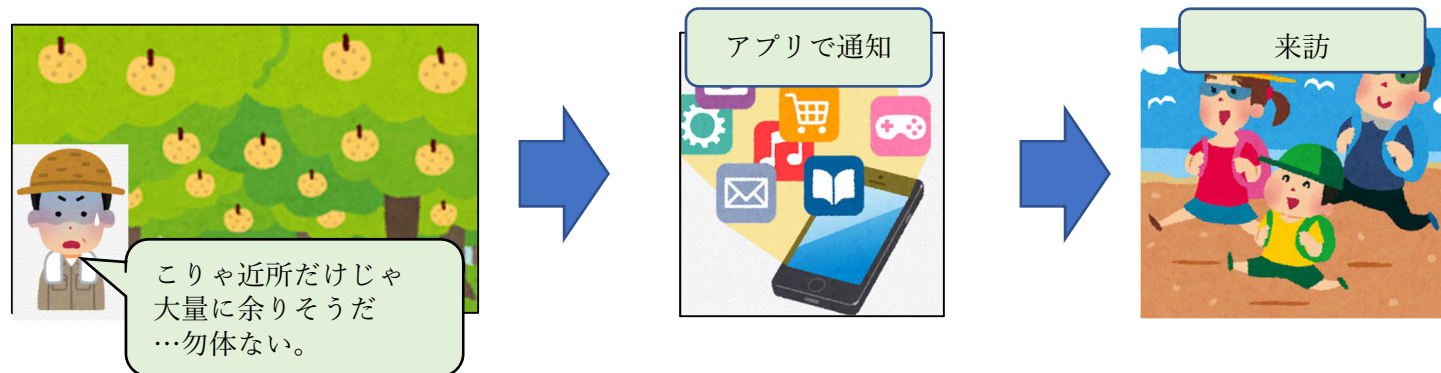 こりゃ近所だけじゃ
大量に余りそうだ
…勿体ない。
アプリで通知
来訪